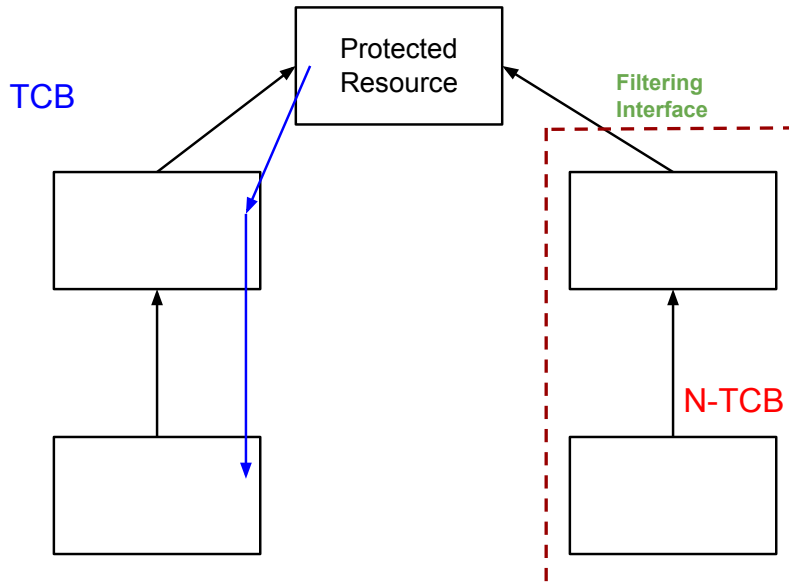 Protected
Resource
TCB
Filtering
Interface
N-TCB